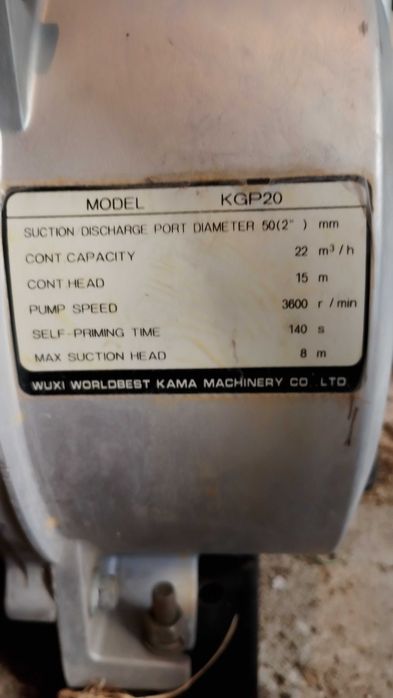 MODEL KGP20
SUCTION DISCHARGE PORT DIAMETER 50(2" ) mm
CONT CAPACITY 22 m³/h
CONT HEAD 15 m
PUMP SPEED 3600 r/min
SELF-PRIMING TIME 140 s
MAX SUCTION HEAD 8 m
WUXI WORLDBEST KAMA MACHINERY CO .,LTD